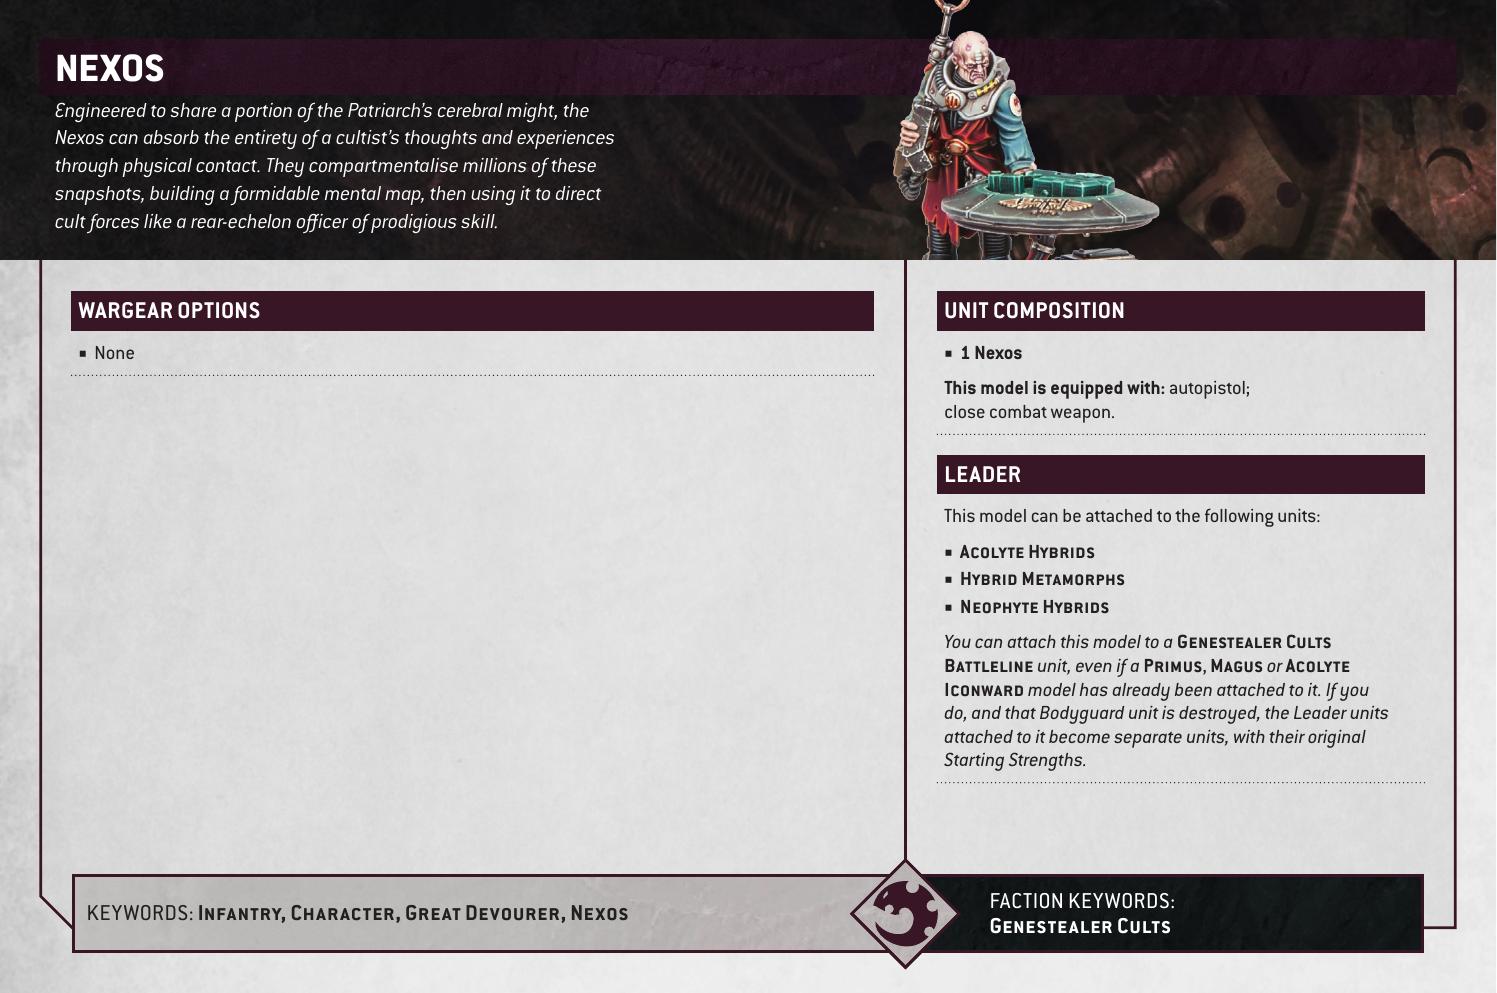 NEXOS
Engineered to share a portion of the Patriarch's cerebral might, the
Nexos can absorb the entirety of a cultist's thoughts and experiences
through physical contact. They compartmentalise millions of these
snapshots, building a formidable mental map, then using it to direct
cult forces like a rear-echelon officer of prodigious skill.
WARGEAR OPTIONS
▪ None
UNIT COMPOSITION
▪ 1 Nexos
This model is equipped with: autopistol;
close combat weapon.
LEADER
This model can be attached to the following units:
▪ Acolyte Hybrids
▪ Hybrid Metamorphs
▪ Neophyte Hybrids
You can attach this model to a Genestealer Cults
Battleline unit, even if a Primus, Magus or Acolyte
Iconward model has already been attached to it. If you
do, and that Bodyguard unit is destroyed, the Leader units
attached to it become separate units, with their original
Starting Strengths.
KEYWORDS: Infantry, Character, Great Devourer, Nexos
FACTION KEYWORDS:
Genestealer Cults